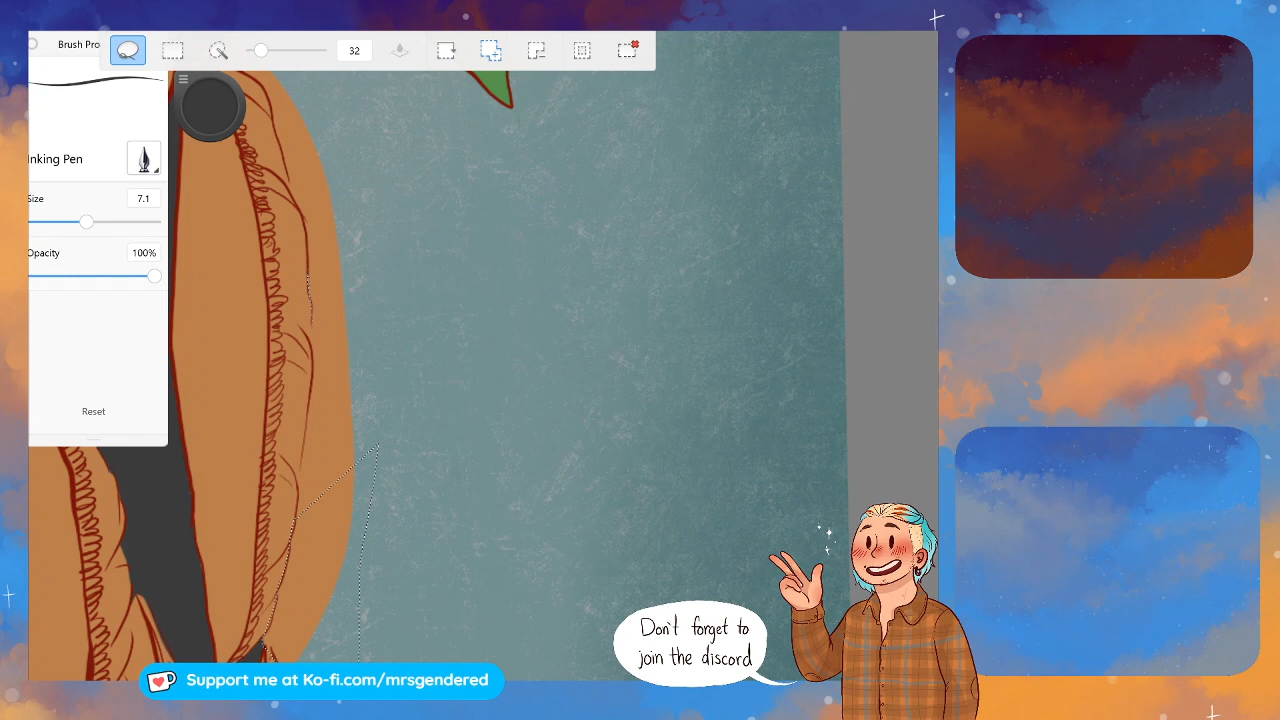 Brush Pro
32
Inking Pen
Size
7.1
Opacity
100%
Reset
Don't forget to
join the discord
Support me at Ko-fi.com/mrsgendered